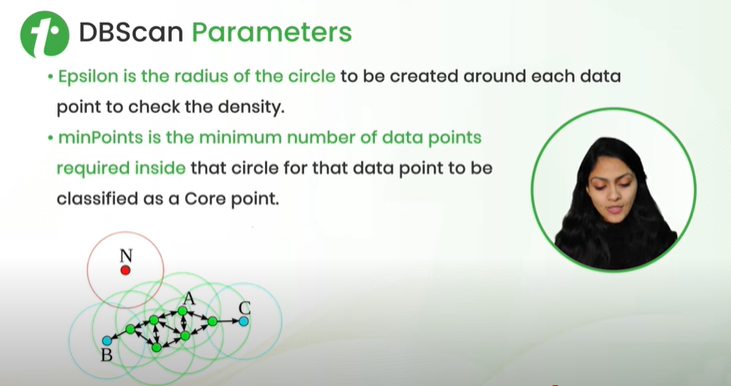 DBScan Parameters
• Epsilon is the radius of the circle to be created around each data
point to check the density.
• minPoints is the minimum number of data points
required inside that circle for that data point to be
classified as a Core point.
N
A
C
B